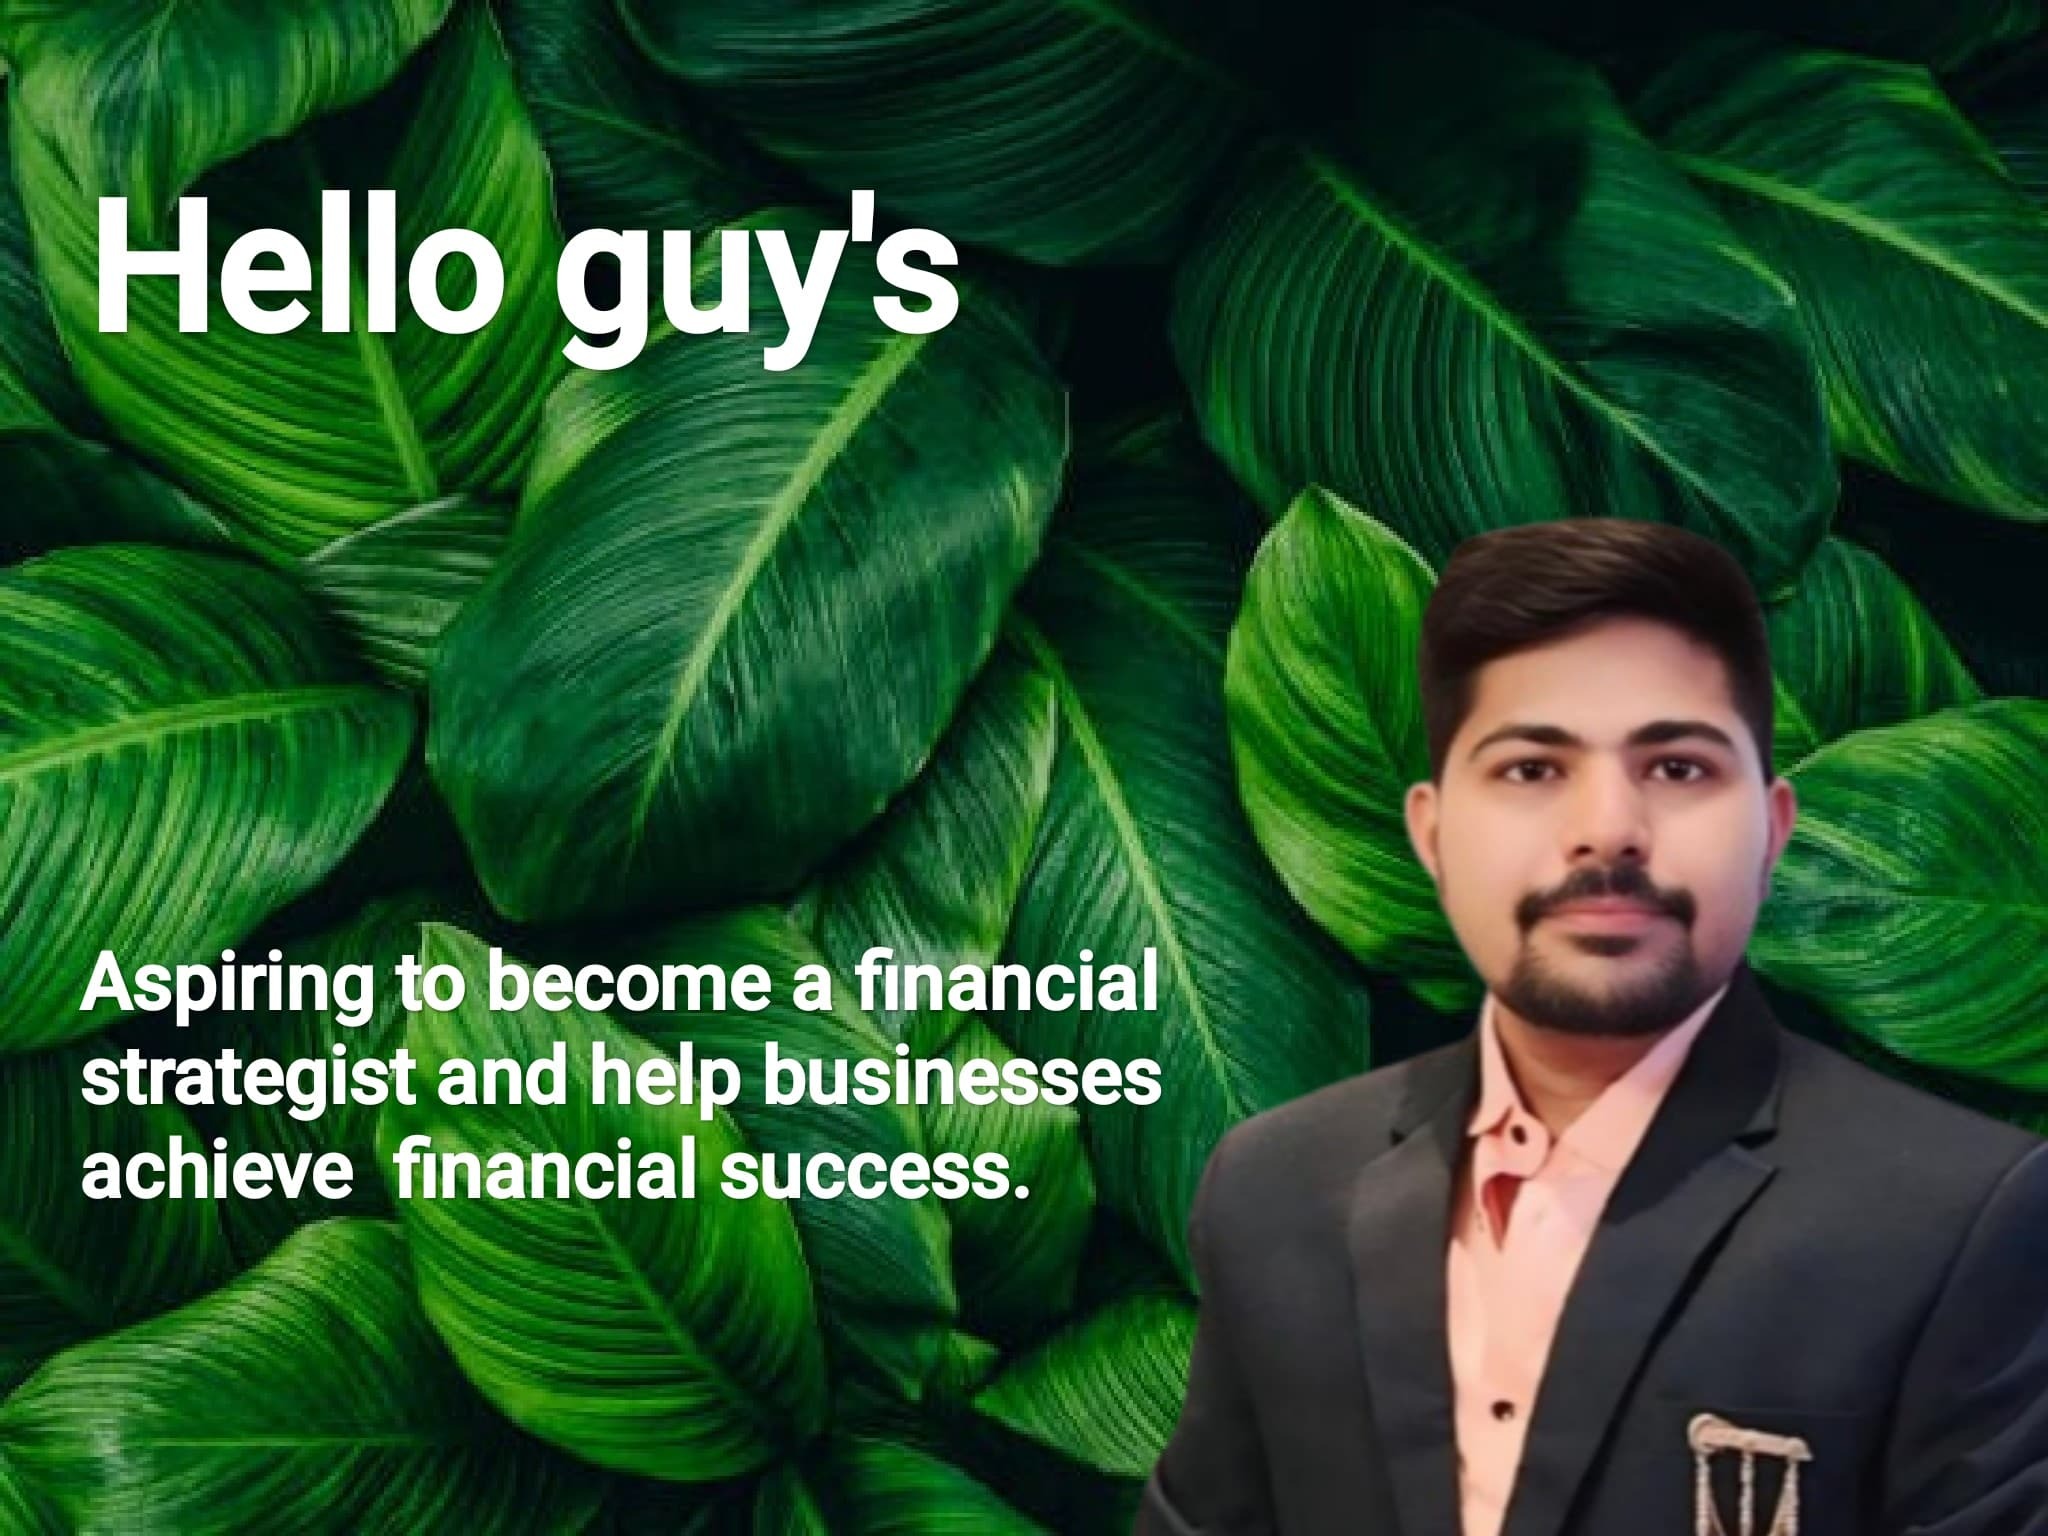 Hello guy's
Aspiring to become a financial
strategist and help businesses
achieve  financial success.